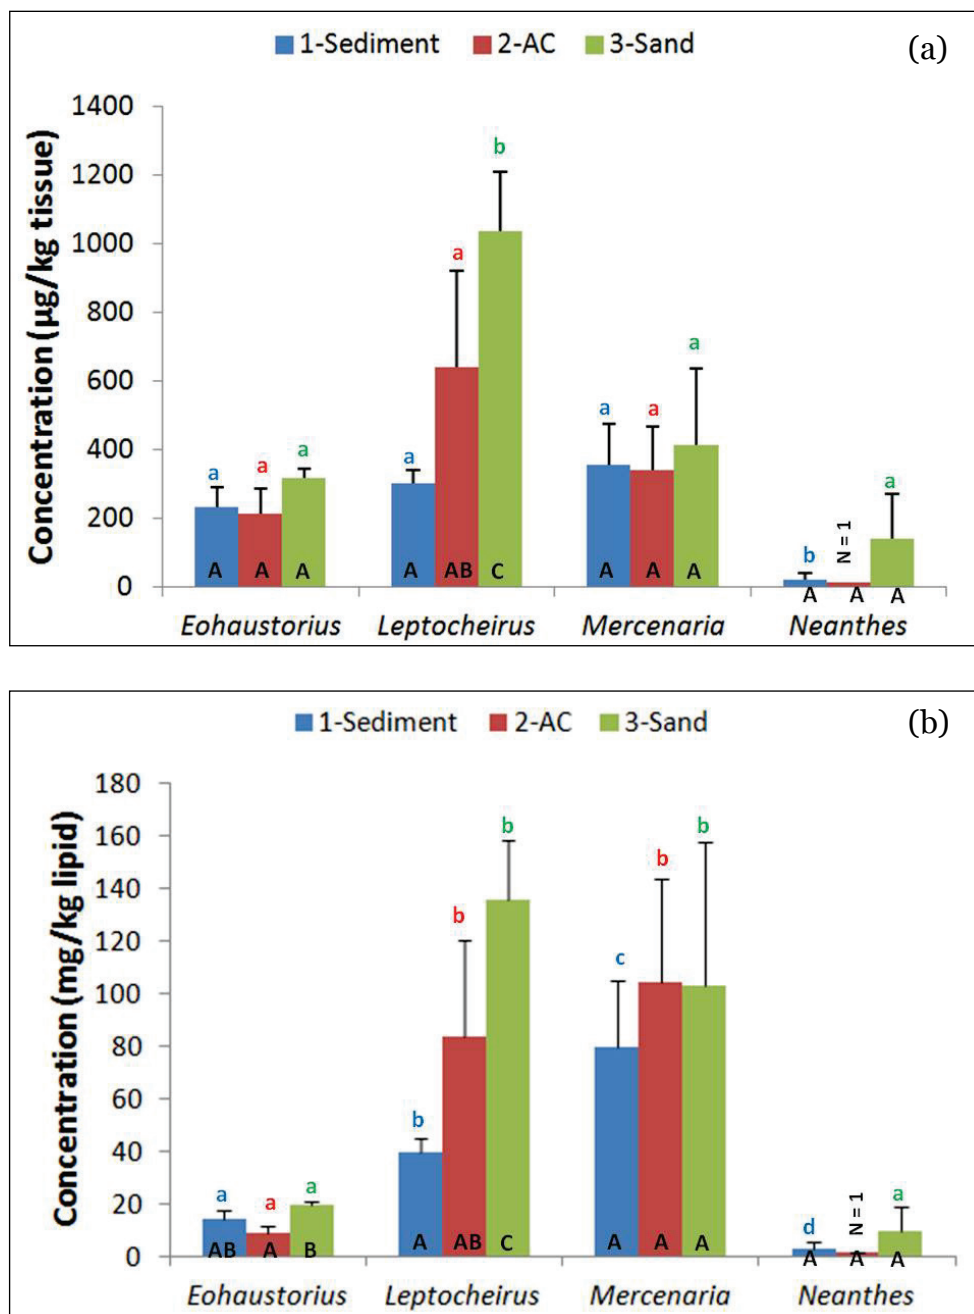 1-Sediment 2-AC 3-Sand (a)
Concentration (µg/kg tissue)
1400
1200
1000
800
600
400
200
0
b
a
a
a
a
a
a
a
a
a
b
N = 1
A A A A AB C A A A A A A
Eohaustorius Leptocheirus Mercenaria Neanthes
1-Sediment 2-AC 3-Sand (b)
Concentration (mg/kg lipid)
180
160
140
120
100
80
60
40
20
0
b
b
b
b
c
b
a
a
a
d
N = 1
a
AB A B A AB C A A A A A A
Eohaustorius Leptocheirus Mercenaria Neanthes